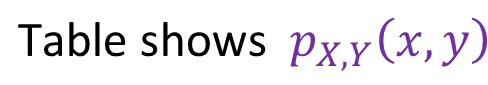 Table shows p_{X,Y}(x, y)